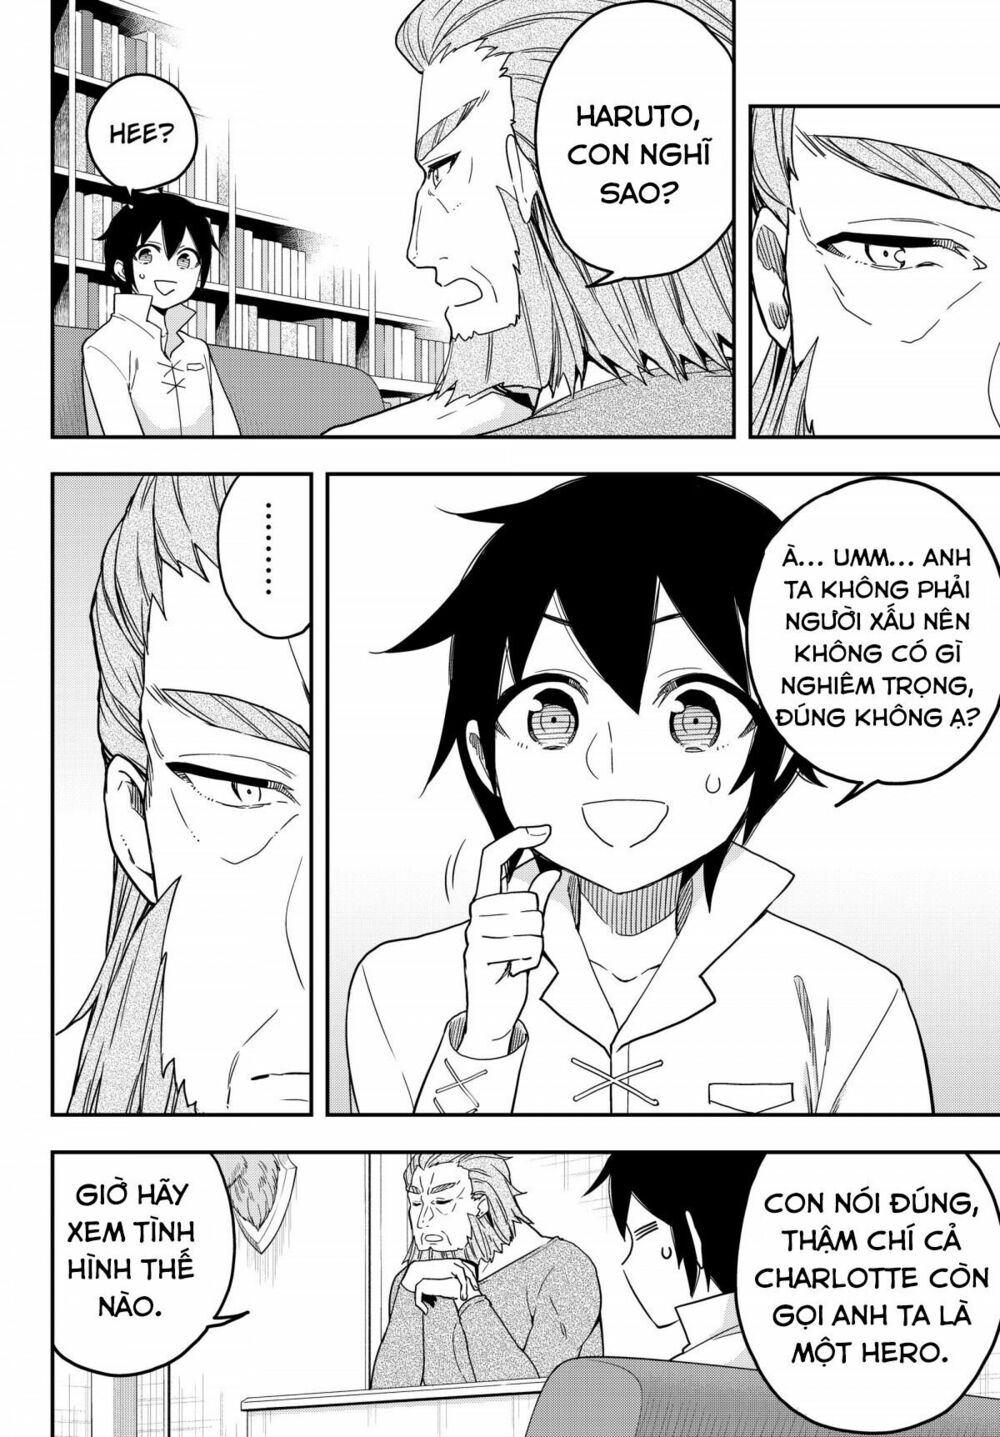 HARUTO,
CON NGHĨ
SAO?
HEE?
À... UMM... ANH
TA KHÔNG PHẢI
NGƯỜI XẤU NÊN
KHÔNG CÓ GÌ
NGHIÊM TRỌNG,
ĐÚNG KHÔNG Ạ?
.........
CON NÓI ĐÚNG,
THẬM CHÍ CẢ
CHARLOTTE CÒN
GỌI ANH TA LÀ
MỘT HERO.
GIỜ HÃY
XEM TÌNH
HÌNH THẾ
NÀO.